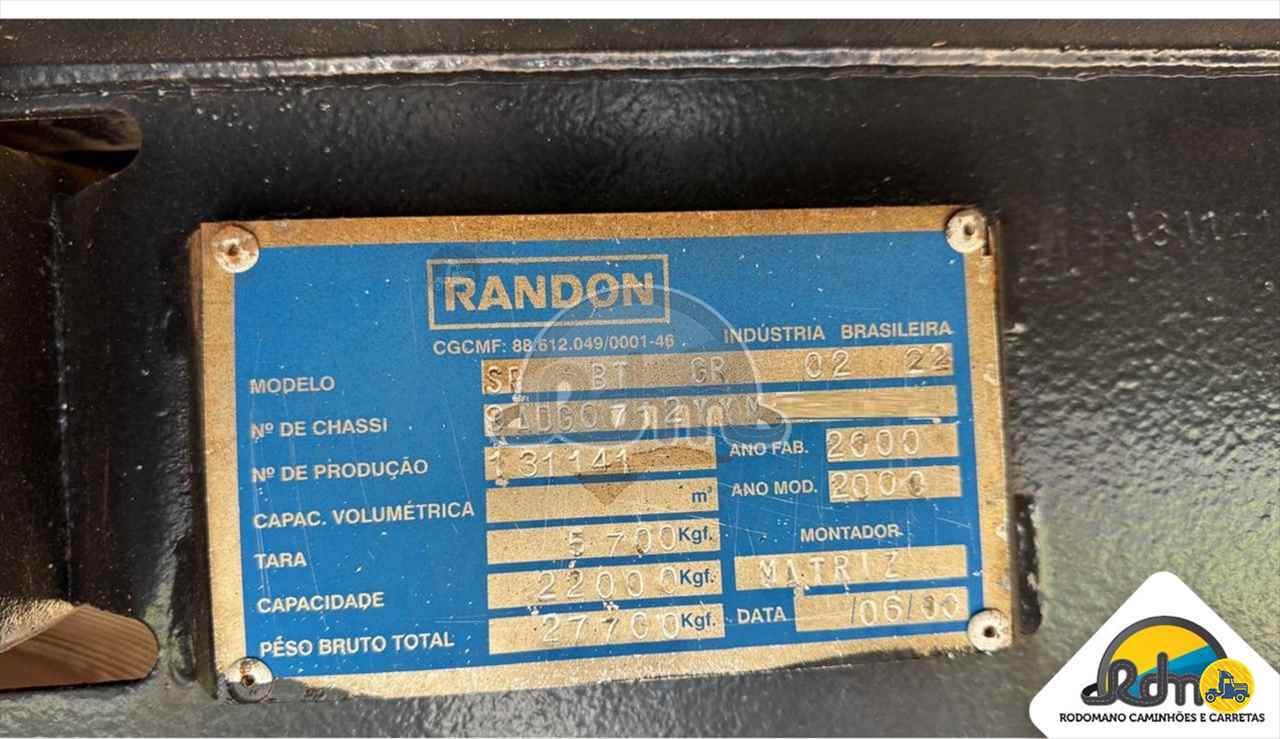 RANDON
CGCMF: 88.612.049/0001-46 INDÚSTRIA BRASILEIRA
MODELO SR BT GR 02 22
Nº DE CHASSI
Nº DE PRODUÇÃO 131141 ANO FAB. 2000
CAPAC. VOLUMÉTRICA m³ ANO MOD. 2000
TARA 5700 Kgf. MONTADOR
CAPACIDADE 22000 Kgf. MATRIZ
PÊSO BRUTO TOTAL 27700 Kgf. DATA /06/00
rdm
RODOMANO CAMINHÕES E CARRETAS